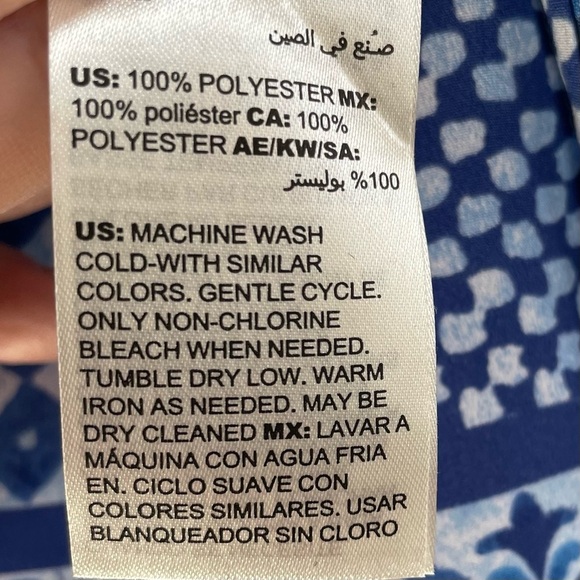 صُنع في الصين
US: 100% POLYESTER MX:
100% poliéster CA: 100%
POLYESTER AE/KW/SA:
100% بوليستر
US: MACHINE WASH
COLD-WITH SIMILAR
COLORS. GENTLE CYCLE.
ONLY NON-CHLORINE
BLEACH WHEN NEEDED.
TUMBLE DRY LOW. WARM
IRON AS NEEDED. MAY BE
DRY CLEANED MX: LAVAR A
MÁQUINA CON AGUA FRIA
EN. CICLO SUAVE CON
COLORES SIMILARES. USAR
BLANQUEADOR SIN CLORO